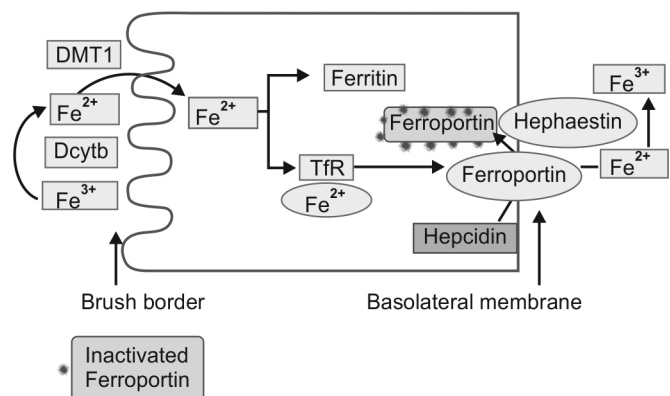 DMT1
Fe2+
Dcytb
Fe3+
Fe2+
Ferritin
TfR
Fe2+
Ferroportin
Hephaestin
Ferroportin
Hepcidin
Fe3+
Fe2+
Brush border
Basolateral membrane
Inactivated
Ferroportin